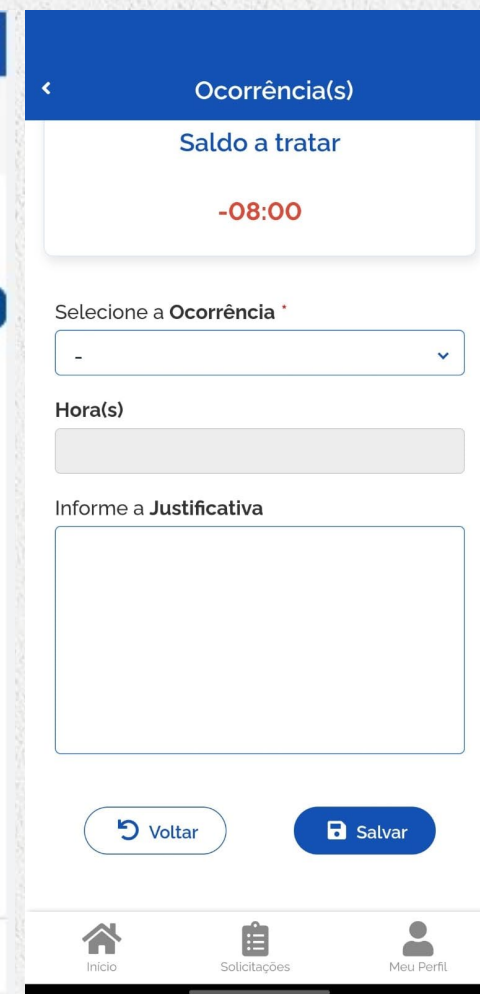 Ocorrência(s)
Saldo a tratar
-08:00
Selecione a Ocorrência *
-
Hora(s)
Informe a Justificativa
Voltar
Salvar
Início
Solicitações
Meu Perfil